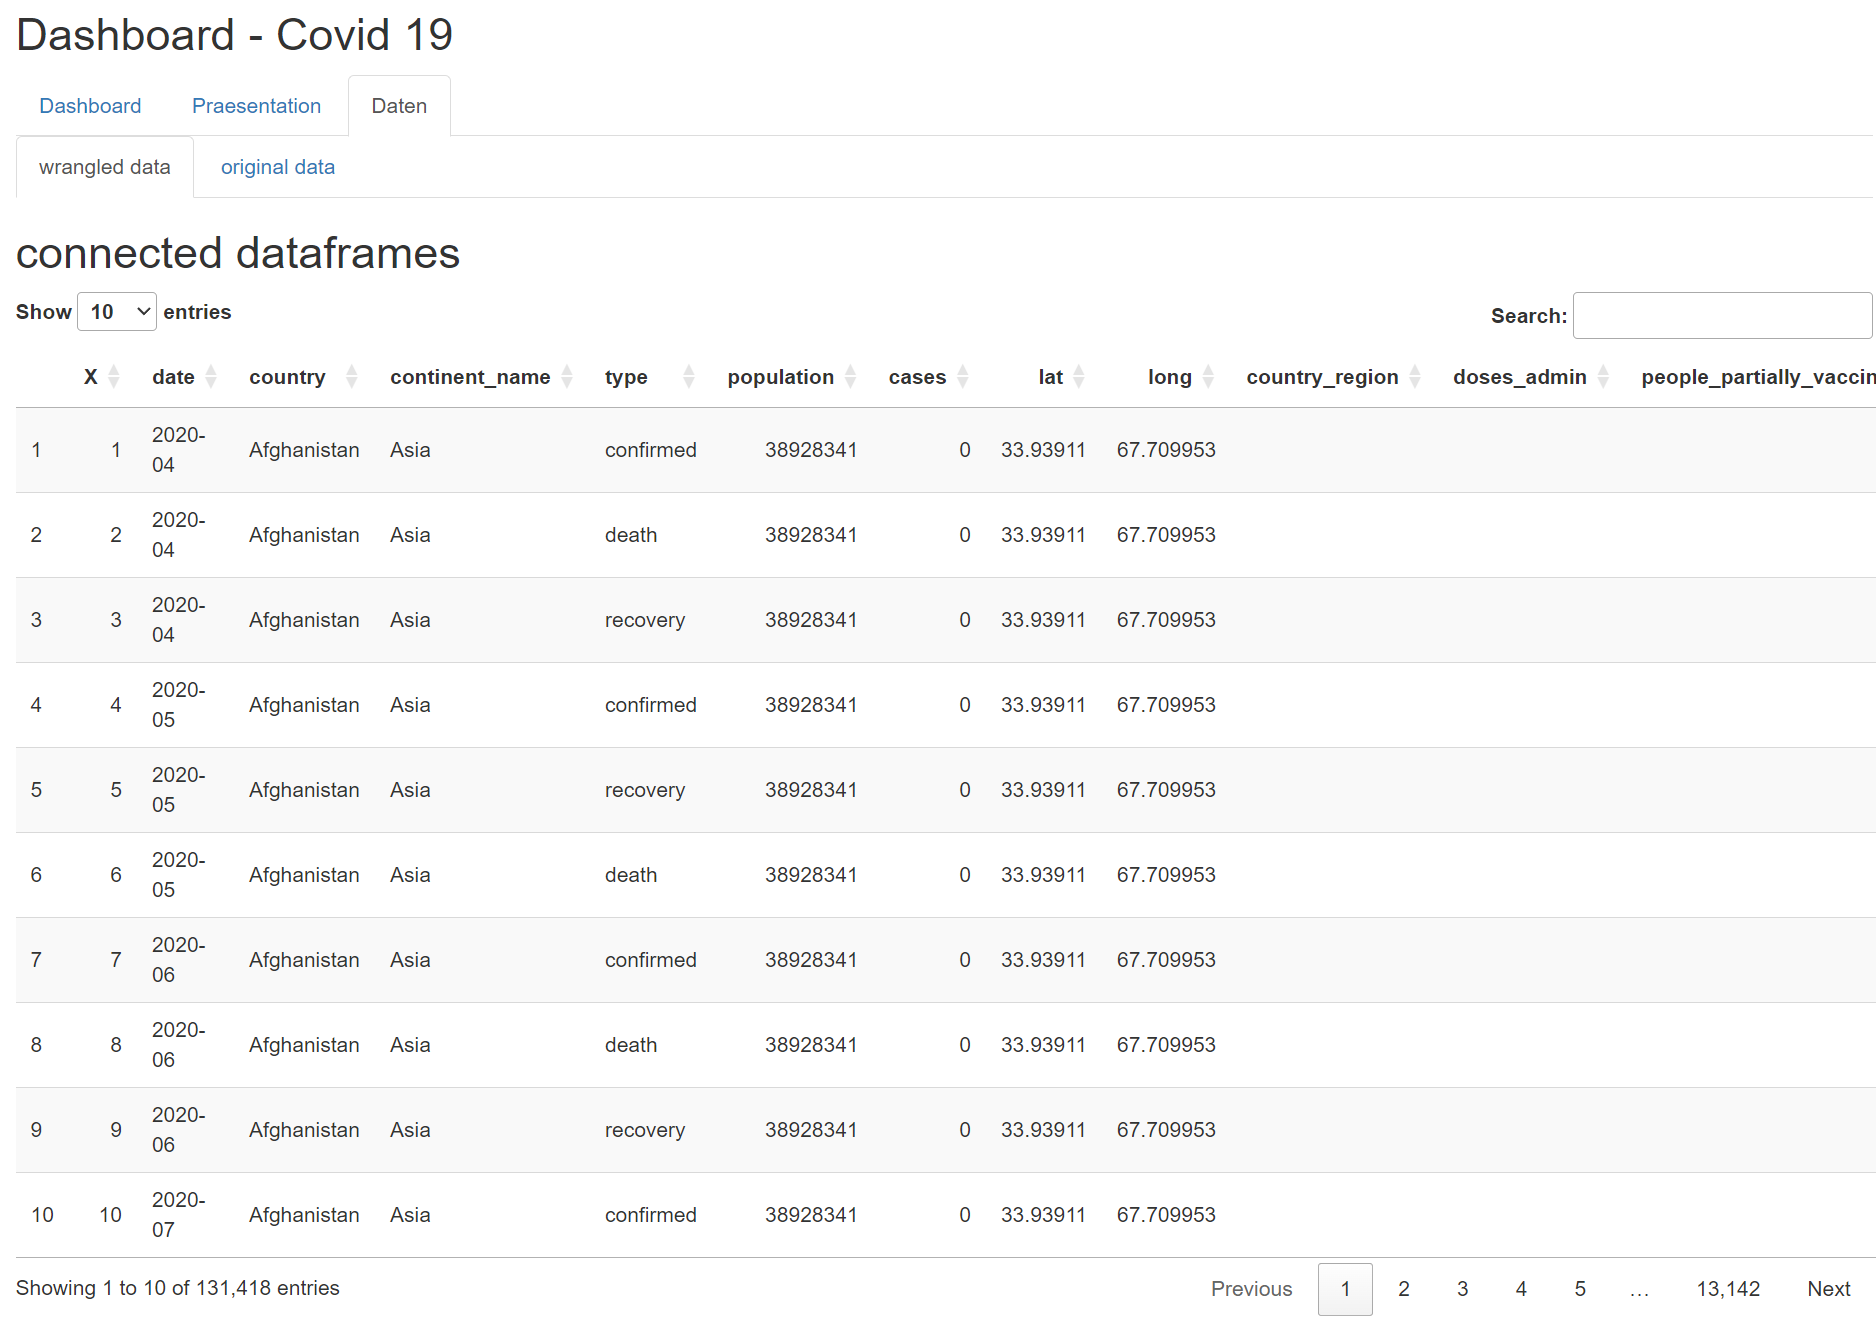 Dashboard - Covid 19
Dashboard Praesentation Daten
wrangled data original data
connected dataframes
Show 10 entries Search:
X date country continent_name type population cases lat long country_region doses_admin people_partially_vaccin
1 1 2020-04 Afghanistan Asia confirmed 38928341 0 33.93911 67.709953
2 2 2020-04 Afghanistan Asia death 38928341 0 33.93911 67.709953
3 3 2020-04 Afghanistan Asia recovery 38928341 0 33.93911 67.709953
4 4 2020-05 Afghanistan Asia confirmed 38928341 0 33.93911 67.709953
5 5 2020-05 Afghanistan Asia recovery 38928341 0 33.93911 67.709953
6 6 2020-05 Afghanistan Asia death 38928341 0 33.93911 67.709953
7 7 2020-06 Afghanistan Asia confirmed 38928341 0 33.93911 67.709953
8 8 2020-06 Afghanistan Asia death 38928341 0 33.93911 67.709953
9 9 2020-06 Afghanistan Asia recovery 38928341 0 33.93911 67.709953
10 10 2020-07 Afghanistan Asia confirmed 38928341 0 33.93911 67.709953
Showing 1 to 10 of 131,418 entries Previous 1 2 3 4 5 … 13,142 Next